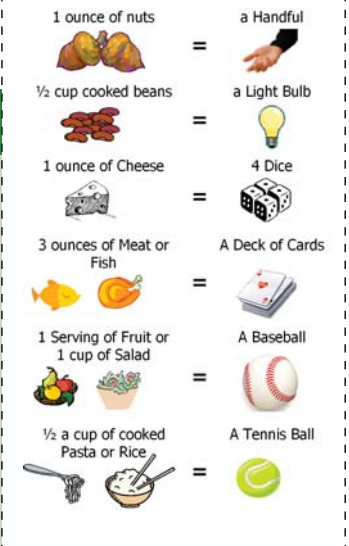 1 ounce of nuts = a Handful
½ cup cooked beans = a Light Bulb
1 ounce of Cheese = 4 Dice
3 ounces of Meat or
Fish = A Deck of Cards
1 Serving of Fruit or
1 cup of Salad = A Baseball
½ a cup of cooked
Pasta or Rice = A Tennis Ball